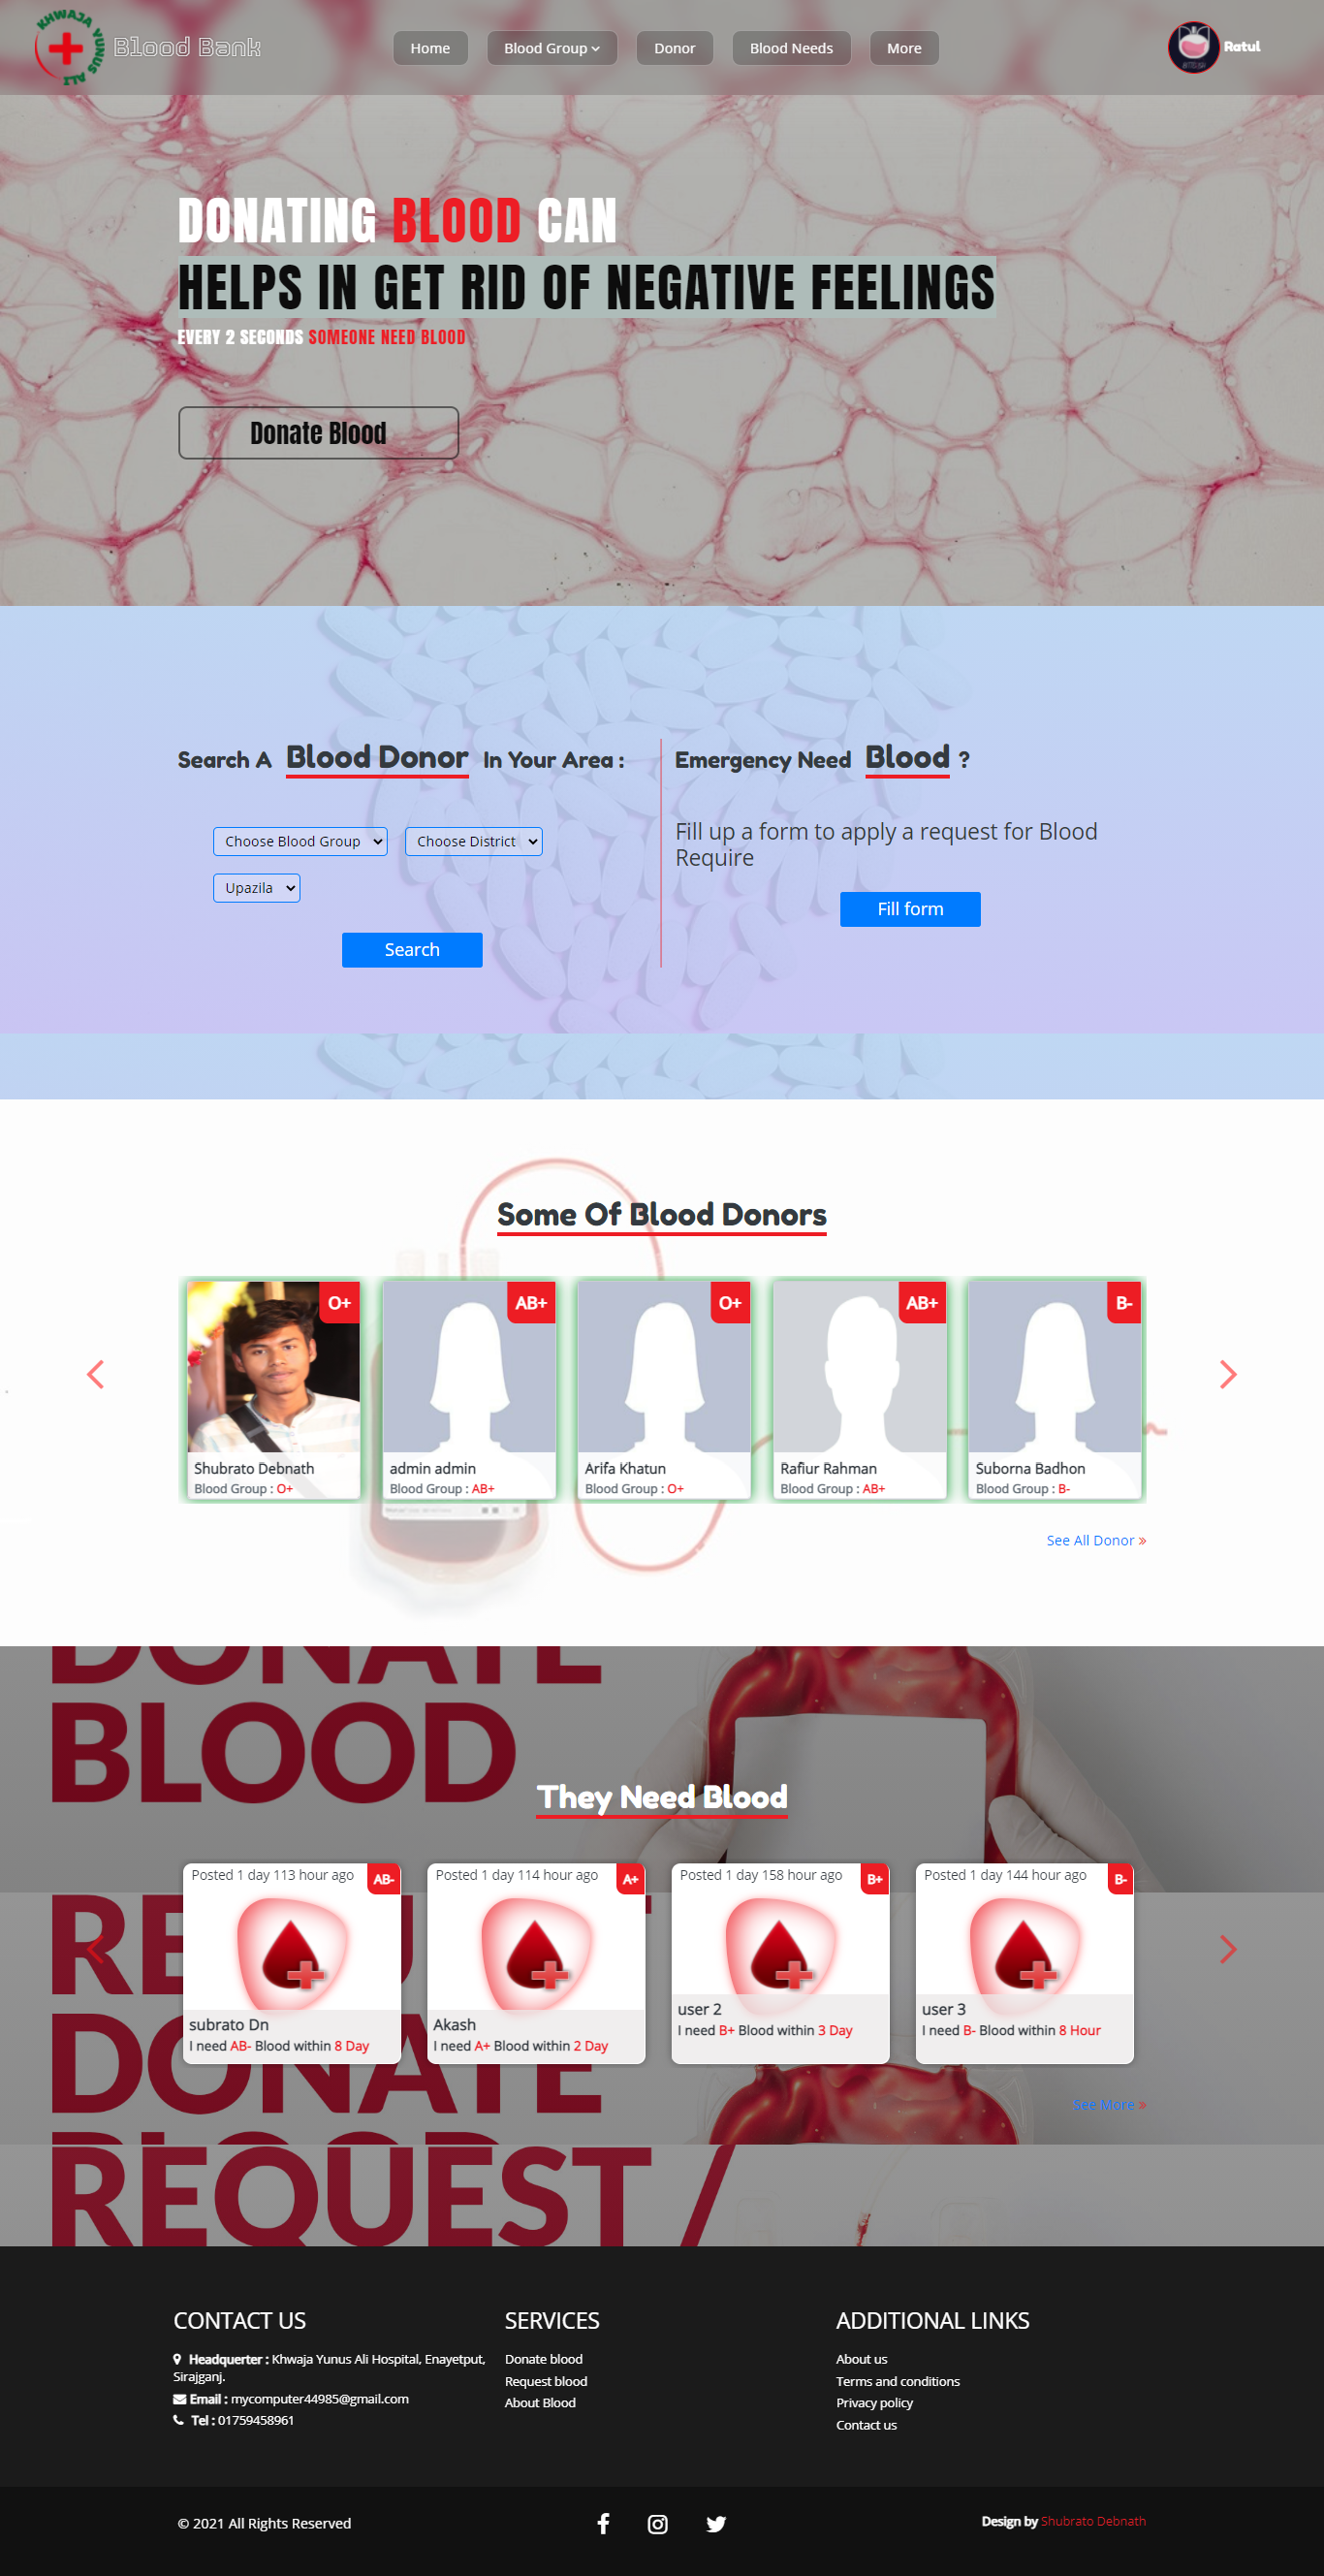 KHWAJA YUNUS ALI
Blood Bank
Home
Blood Group
Donor
Blood Needs
More
Ratul
DONATING BLOOD CAN
HELPS IN GET RID OF NEGATIVE FEELINGS
EVERY 2 SECONDS SOMEONE NEED BLOOD
Donate Blood
Search A Blood Donor In Your Area :
Choose Blood Group
Choose District
Upazila
Search
Emergency Need Blood ?
Fill up a form to apply a request for Blood
Require
Fill form
Some Of Blood Donors
O+
Shubrato Debnath
Blood Group : O+
AB+
admin admin
Blood Group : AB+
O+
Arifa Khatun
Blood Group : O+
AB+
Rafiur Rahman
Blood Group : AB+
B-
Suborna Badhon
Blood Group : B-
See All Donor »
DONATE
BLOOD
They Need Blood
Posted 1 day 113 hour ago
AB-
subrato Dn
I need AB- Blood within 8 Day
Posted 1 day 114 hour ago
A+
Akash
I need A+ Blood within 2 Day
Posted 1 day 158 hour ago
B+
user 2
I need B+ Blood within 3 Day
Posted 1 day 144 hour ago
B-
user 3
I need B- Blood within 8 Hour
DONATE
See More »
REQUEST /
CONTACT US
Headquerter : Khwaja Yunus Ali Hospital, Enayetput,
Sirajganj.
Email : mycomputer44985@gmail.com
Tel : 01759458961
SERVICES
Donate blood
Request blood
About Blood
ADDITIONAL LINKS
About us
Terms and conditions
Privacy policy
Contact us
© 2021 All Rights Reserved
Design by Shubrato Debnath